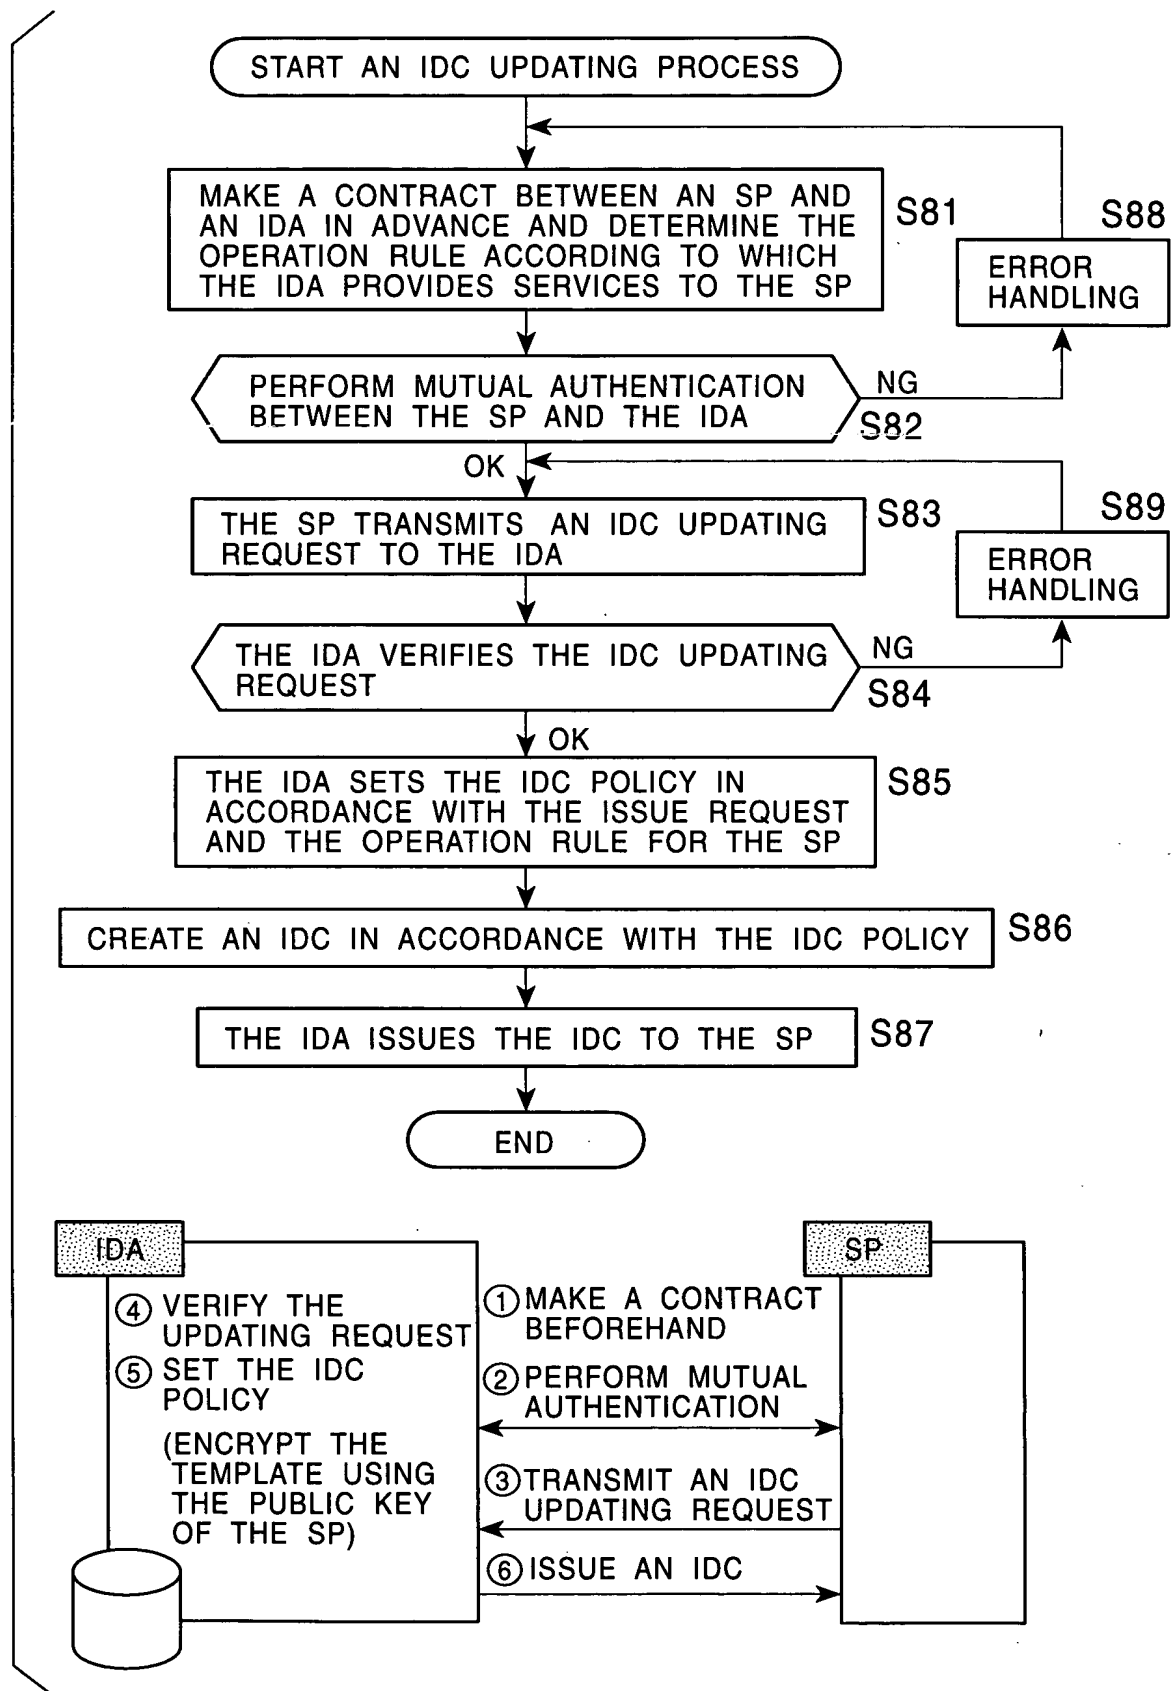 START AN IDC UPDATING PROCESS
MAKE A CONTRACT BETWEEN AN SP AND
AN IDA IN ADVANCE AND DETERMINE THE
OPERATION RULE ACCORDING TO WHICH
THE IDA PROVIDES SERVICES TO THE SP
S81
S88
ERROR
HANDLING
PERFORM MUTUAL AUTHENTICATION
BETWEEN THE SP AND THE IDA
NG
S82
OK
THE SP TRANSMITS AN IDC UPDATING
REQUEST TO THE IDA
S83
S89
ERROR
HANDLING
THE IDA VERIFIES THE IDC UPDATING
REQUEST
NG
S84
OK
THE IDA SETS THE IDC POLICY IN
ACCORDANCE WITH THE ISSUE REQUEST
AND THE OPERATION RULE FOR THE SP
S85
CREATE AN IDC IN ACCORDANCE WITH THE IDC POLICY
S86
THE IDA ISSUES THE IDC TO THE SP
S87
END
IDA
④ VERIFY THE
UPDATING REQUEST
⑤ SET THE IDC
POLICY
(ENCRYPT THE
TEMPLATE USING
THE PUBLIC KEY
OF THE SP)
① MAKE A CONTRACT
BEFOREHAND
② PERFORM MUTUAL
AUTHENTICATION
③ TRANSMIT AN IDC
UPDATING REQUEST
⑥ ISSUE AN IDC
SP